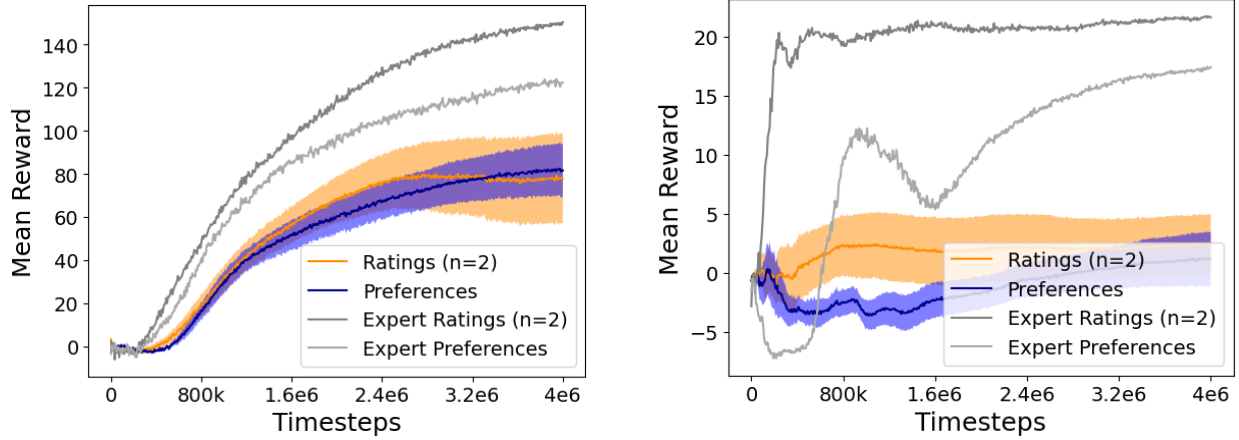 140
120
100
80
60
40
20
0
Mean Reward
Ratings (n=2)
Preferences
Expert Ratings (n=2)
Expert Preferences
0 800k 1.6e6 2.4e6 3.2e6 4e6
Timesteps
20
15
10
5
0
−5
Mean Reward
Ratings (n=2)
Preferences
Expert Ratings (n=2)
Expert Preferences
0 800k 1.6e6 2.4e6 3.2e6 4e6
Timesteps